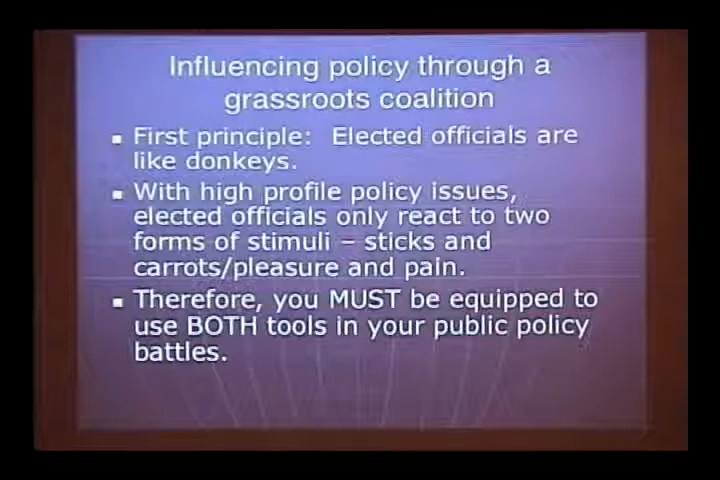 Influencing policy through a
grassroots coalition
▪ First principle: Elected officials are
like donkeys.
▪ With high profile policy issues,
elected officials only react to two
forms of stimuli – sticks and
carrots/pleasure and pain.
▪ Therefore, you MUST be equipped to
use BOTH tools in your public policy
battles.